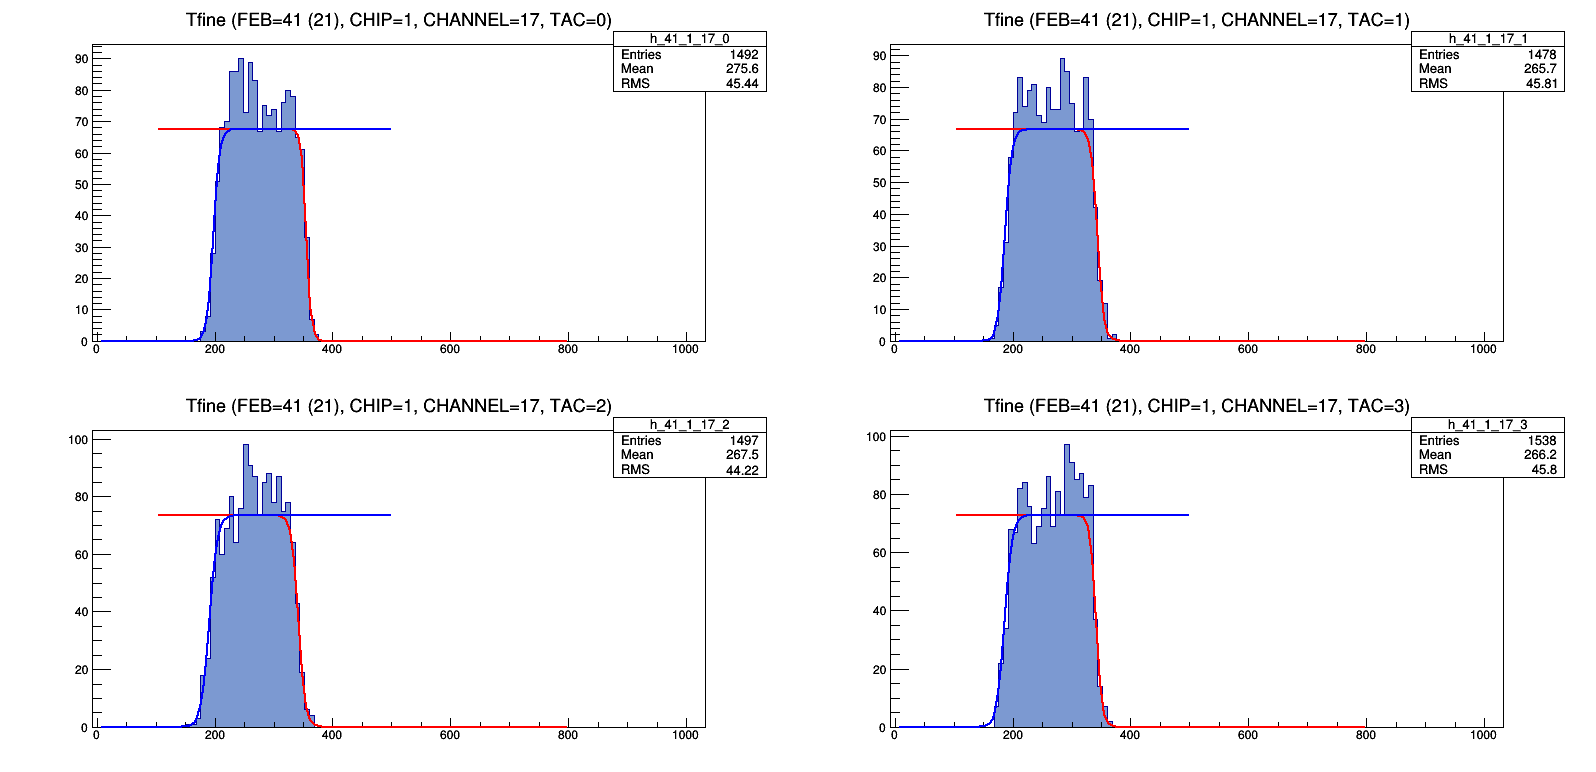 Tfine (FEB=41 (21), CHIP=1, CHANNEL=17, TAC=0)
h_41_1_17_0
Entries 1492
Mean 275.6
RMS 45.44
90
80
70
60
50
40
30
20
10
0
0 200 400 600 800 1000
Tfine (FEB=41 (21), CHIP=1, CHANNEL=17, TAC=1)
h_41_1_17_1
Entries 1478
Mean 265.7
RMS 45.81
90
80
70
60
50
40
30
20
10
0
0 200 400 600 800 1000
Tfine (FEB=41 (21), CHIP=1, CHANNEL=17, TAC=2)
h_41_1_17_2
Entries 1497
Mean 267.5
RMS 44.22
100
80
60
40
20
0
0 200 400 600 800 1000
Tfine (FEB=41 (21), CHIP=1, CHANNEL=17, TAC=3)
h_41_1_17_3
Entries 1538
Mean 266.2
RMS 45.8
100
80
60
40
20
0
0 200 400 600 800 1000